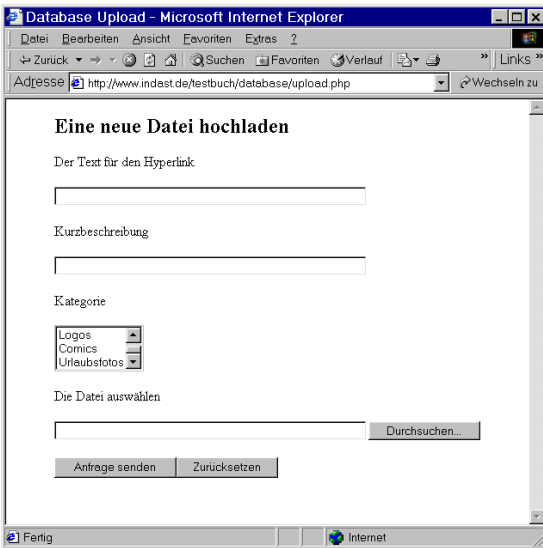 Database Upload - Microsoft Internet Explorer
Datei Bearbeiten Ansicht Favoriten Extras ?
Zurück Suchen Favoriten Verlauf » Links »
Adresse http://www.indast.de/testbuch/database/upload.php Wechseln zu
Eine neue Datei hochladen
Der Text für den Hyperlink
Kurzbeschreibung
Kategorie
Logos
Comics
Urlaubsfotos
Die Datei auswählen
Durchsuchen...
Anfrage senden Zurücksetzen
Fertig Internet